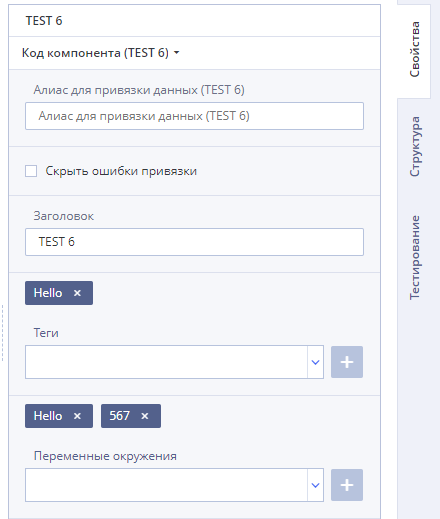 TEST 6
Код компонента (TEST 6)
Алиас для привязки данных (TEST 6)
Алиас для привязки данных (TEST 6)
Скрыть ошибки привязки
Заголовок
TEST 6
Hello ×
Теги
+
Hello × 567 ×
Переменные окружения
+
Свойства
Структура
Тестирование